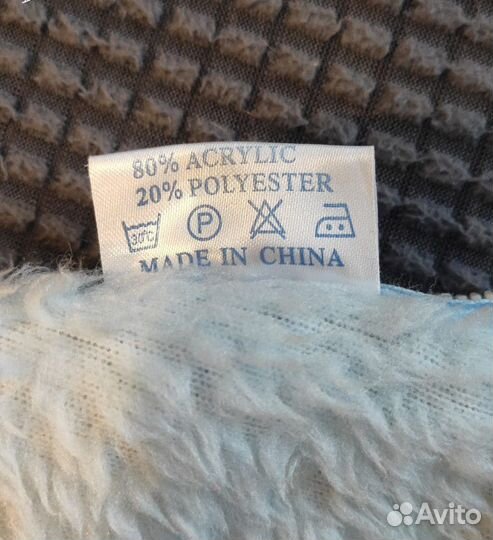 80% ACRYLIC
20% POLYESTER
30°C P
MADE IN CHINA
Avito